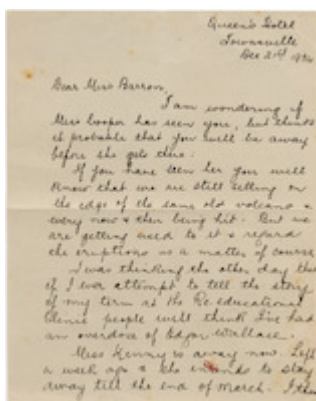 Queen's Hotel
Townsville
Dec 21st 1936
Dear Miss Barron,
I am wondering if
Miss Cooper has seen you, but think
it probable that you will be away
before she gets there.
If you have seen her you will
know that we are still sitting on
the edge of the same old volcano &
every now & then being hit. But we
are getting used to it & regard
the eruptions as a matter of course.
I was thinking the other day that
if I ever attempt to tell the story
of my term at the Re-educational
Clinic people will think I've had
an overdose of Edgar Wallace.
Miss Kenny is away now. Left
a week ago & she intends to stay
away till the end of March. I